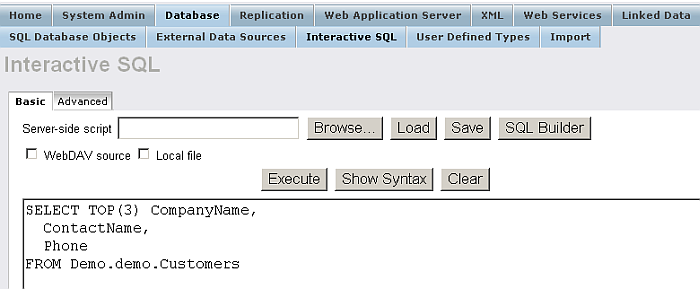 Home System Admin Database Replication Web Application Server XML Web Services Linked Data
SQL Database Objects External Data Sources Interactive SQL User Defined Types Import
Interactive SQL
Basic Advanced
Server-side script Browse... Load Save SQL Builder
WebDAV source Local file
Execute Show Syntax Clear
SELECT TOP(3) CompanyName,
ContactName,
Phone
FROM Demo.demo.Customers